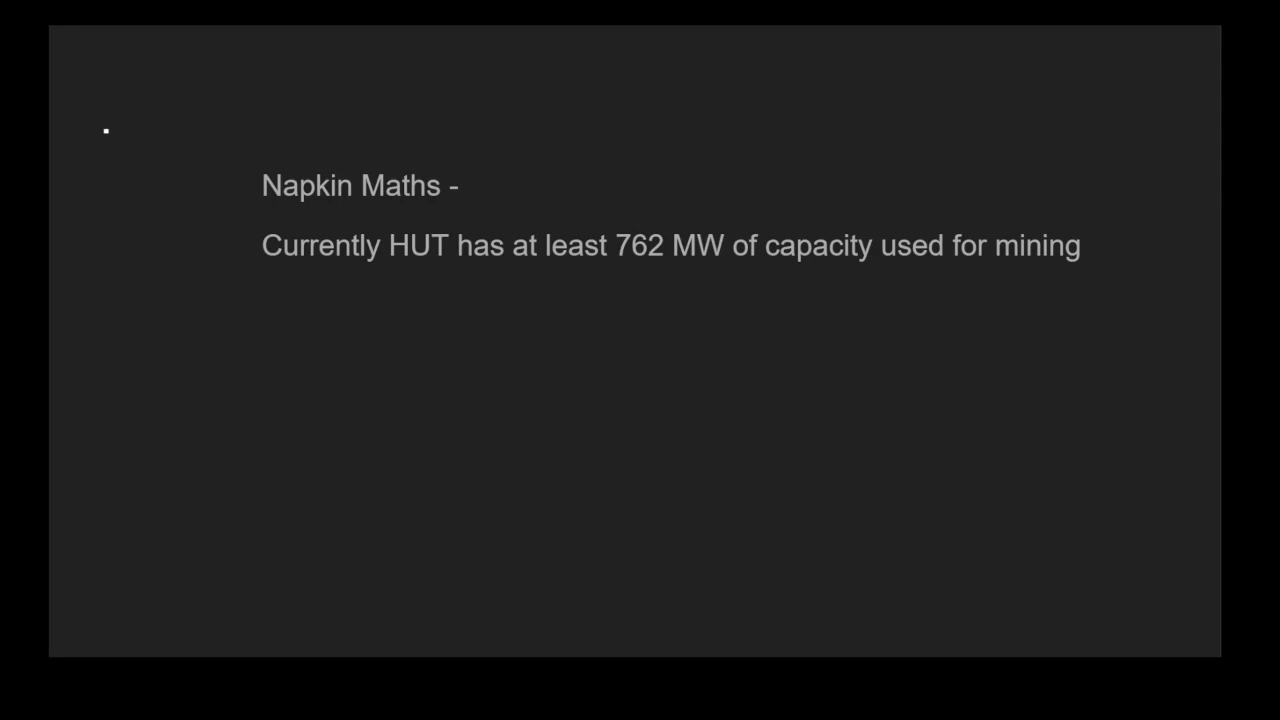 .
Napkin Maths -
Currently HUT has at least 762 MW of capacity used for mining